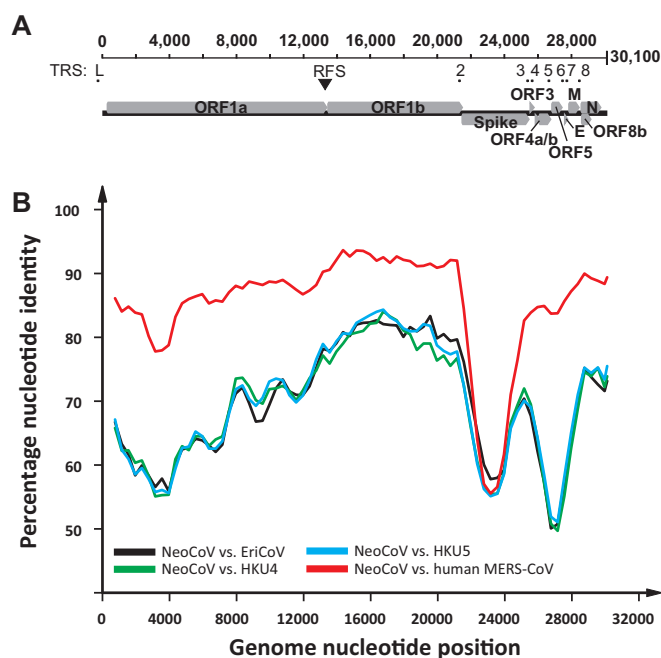 A
0 4,000 8,000 12,000 16,000 20,000 24,000 28,000
30,100
TRS: L RFS 2 3 4 5 6 7 8
ORF3 M
ORF1a ORF1b N
Spike E ORF8b
ORF4a/b
ORF5
B
Percentage nucleotide identity
100
90
80
70
60
50
NeoCoV vs. EriCoV NeoCoV vs. HKU5
NeoCoV vs. HKU4 NeoCoV vs. human MERS-CoV
0 4000 8000 12000 16000 20000 24000 28000 32000
Genome nucleotide position